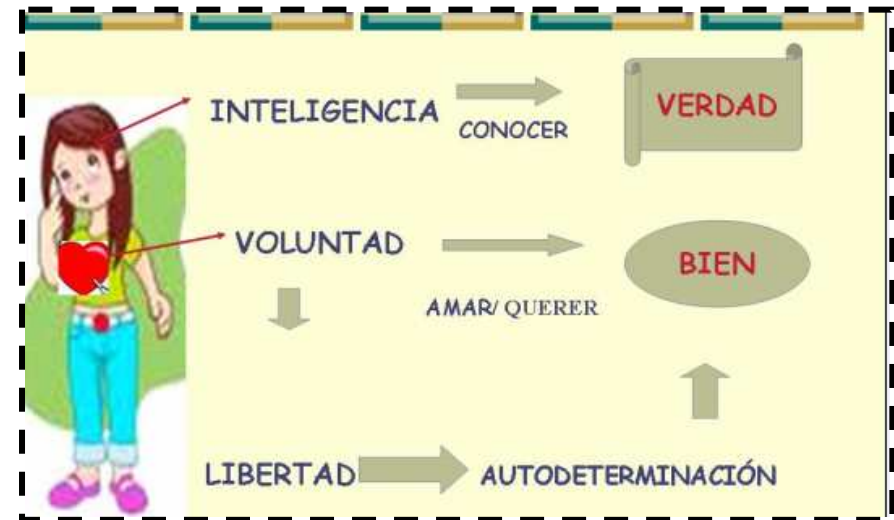 INTELIGENCIA
CONOCER
VERDAD
VOLUNTAD
AMAR/ QUERER
BIEN
LIBERTAD
AUTODETERMINACIÓN